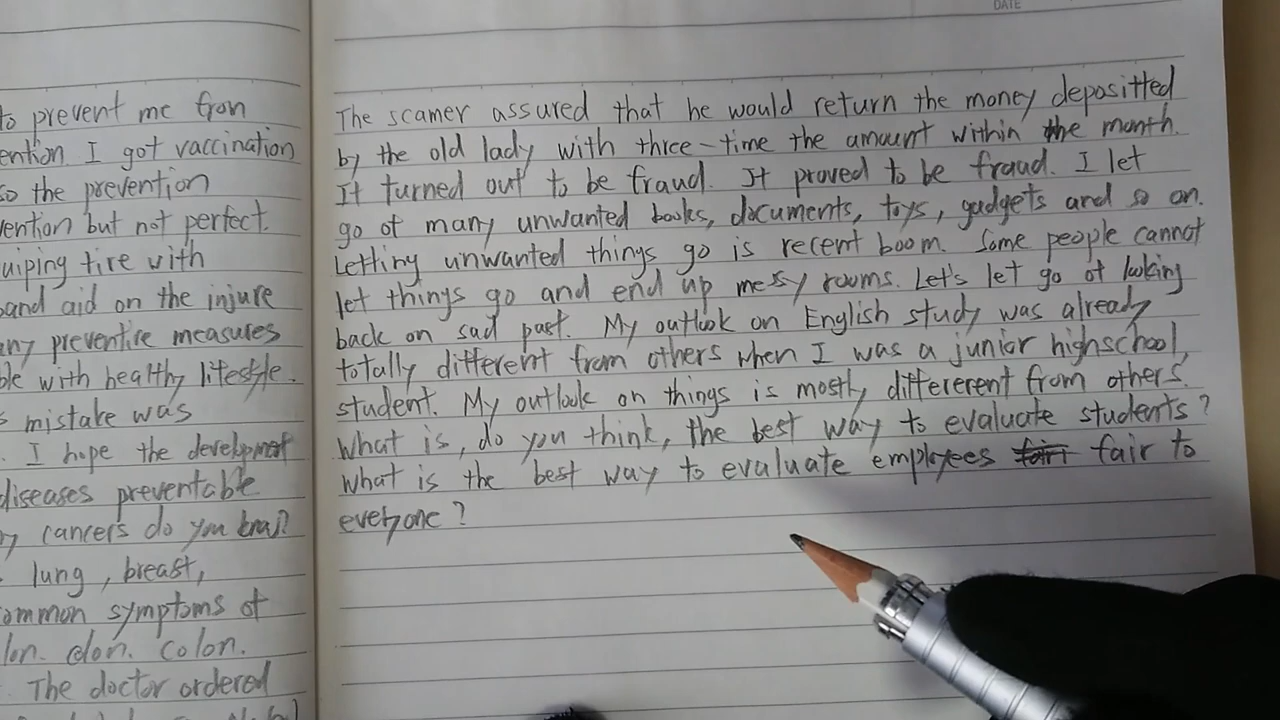 to prevent me from
ention I got vaccination
so the prevention
vention but not perfect.
uiping tire with
and aid on the injure
any preventive measures
ble with healthy lifestyle.
s mistake was
. I hope the development
diseases preventable
cancers do you know?
lung, breast,
ommon symptoms of
lon. colon. colon.
The doctor ordered
DATE
The scamer assured that he would return the money depositted
by the old lady with three-time the amount within the month.
It turned out to be fraud. It proved to be fraud. I let
go of many unwanted books, documents, toys, gadgets and so on.
Letting unwanted things go is recent boom. Some people cannot
let things go and end up messy rooms. Let's let go of looking
back on sad past. My outlook on English study was already
totally different from others when I was a junior highschool,
student. My outlook on things is mostly differerent from others.
What is, do you think, the best way to evaluate students?
What is the best way to evaluate employees fair fair to
everyone?